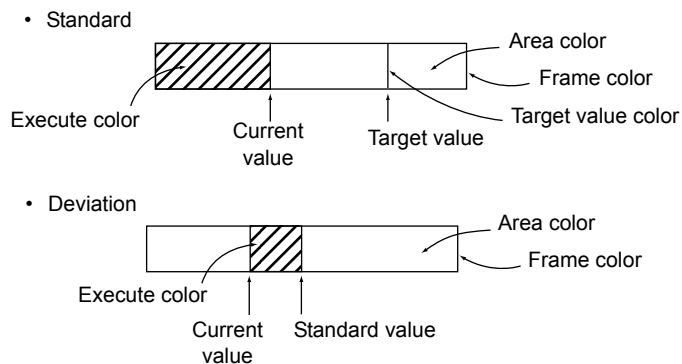 • Standard
Area color
Frame color
Execute color
Target value color
Current
value
Target value
• Deviation
Area color
Frame color
Execute color
Current
value
Standard value